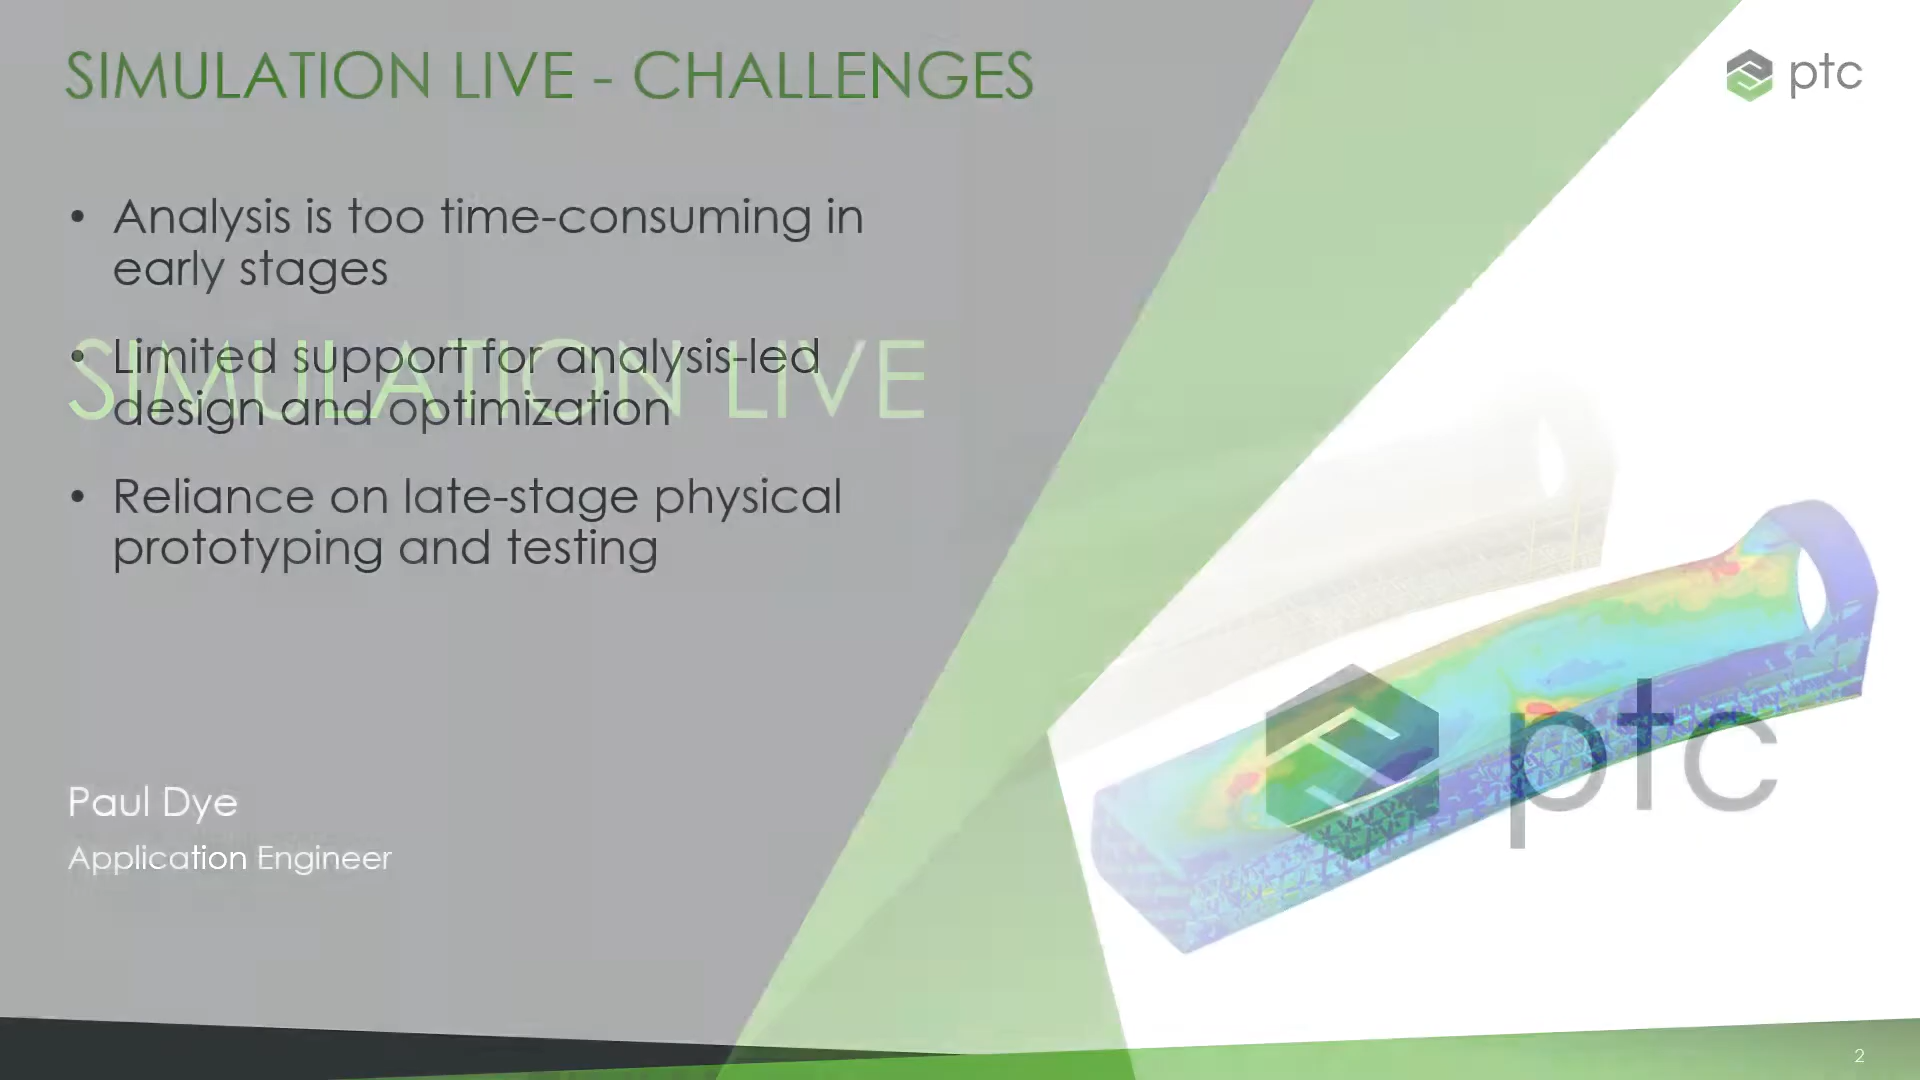 SIMULATION LIVE - CHALLENGES
ptc
• Analysis is too time-consuming in
early stages
• Limited support for analysis-led
design and optimization
SIMULATION LIVE
• Reliance on late-stage physical
prototyping and testing
ptc
Paul Dye
Application Engineer
2